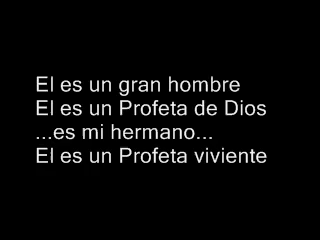 El es un gran hombre
El es un Profeta de Dios
...es mi hermano...
El es un Profeta viviente